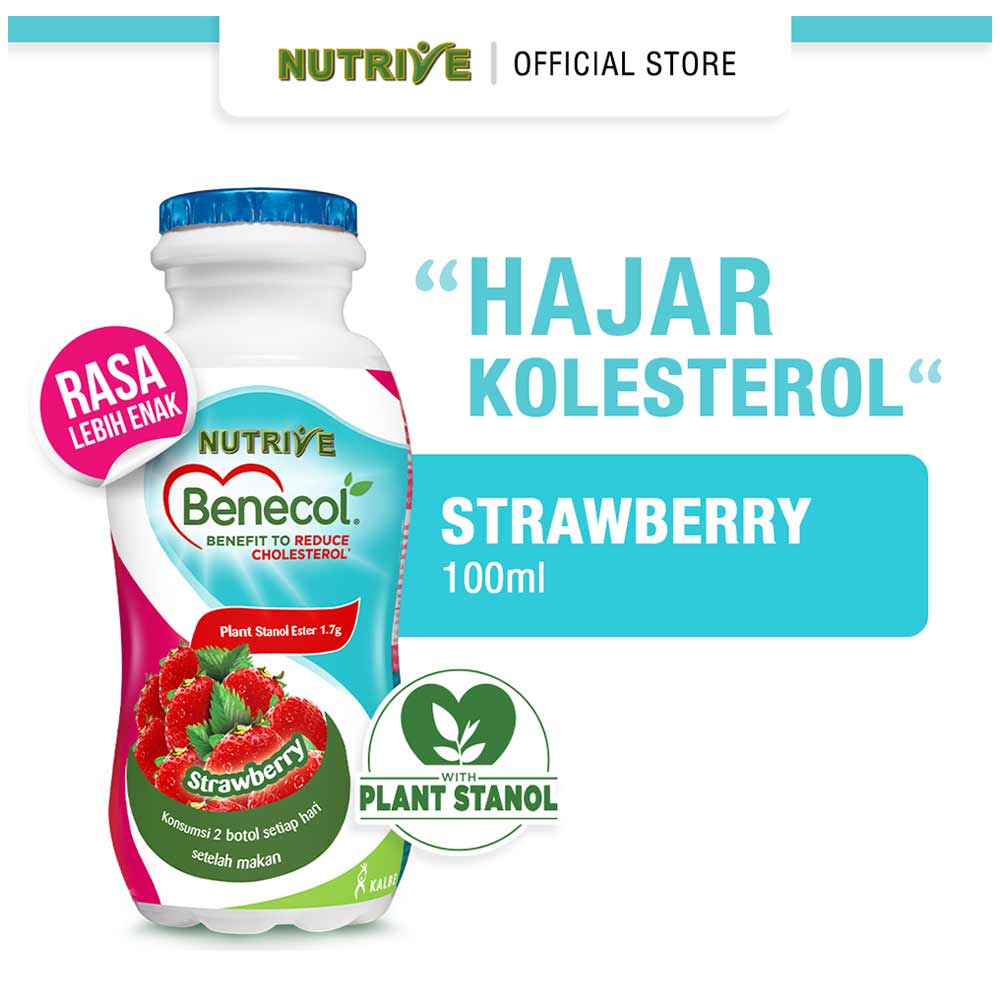 NUTRIVE | OFFICIAL STORE
"HAJAR
KOLESTEROL"
STRAWBERRY
100ml
RASA
LEBIH ENAK
NUTRIVE
Benecol®
BENEFIT TO REDUCE
CHOLESTEROL*
Plant Stanol Ester 1.7g
Strawberry
Konsumsi 2 botol setiap hari
setelah makan
KALBE
WITH
PLANT STANOL